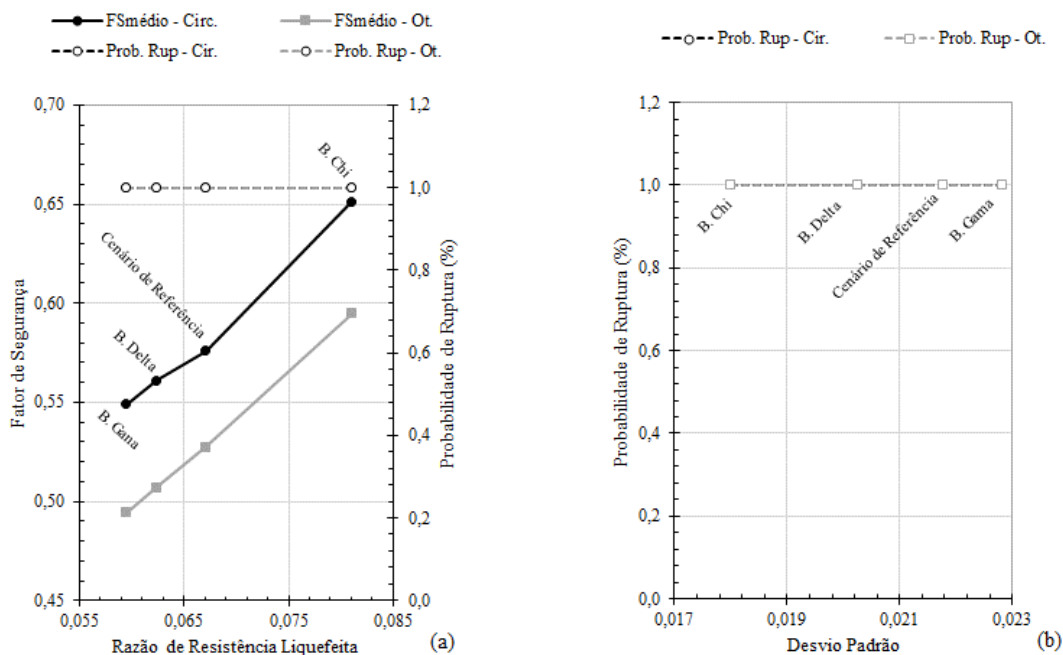 FSmédio - Circ.
FSmédio - Ot.
Prob. Rup - Cir.
Prob. Rup - Ot.
0,70
0,65
0,60
0,55
0,50
0,45
Fator de Segurança
1,2
1,0
0,8
0,6
0,4
0,2
0,0
Probabilidade de Ruptura (%)
B. Chi
Cenário de Referência
B. Delta
B. Gana
0,055
0,065
0,075
0,085
Razão de Resistência Liquefeita
(a)
Prob. Rup - Cir.
Prob. Rup - Ot.
1,2
1,0
0,8
0,6
0,4
0,2
0,0
Probabilidade de Ruptura (%)
B. Chi
B. Delta
Cenário de Referência
B. Gama
0,017
0,019
0,021
0,023
Desvio Padrão
(b)